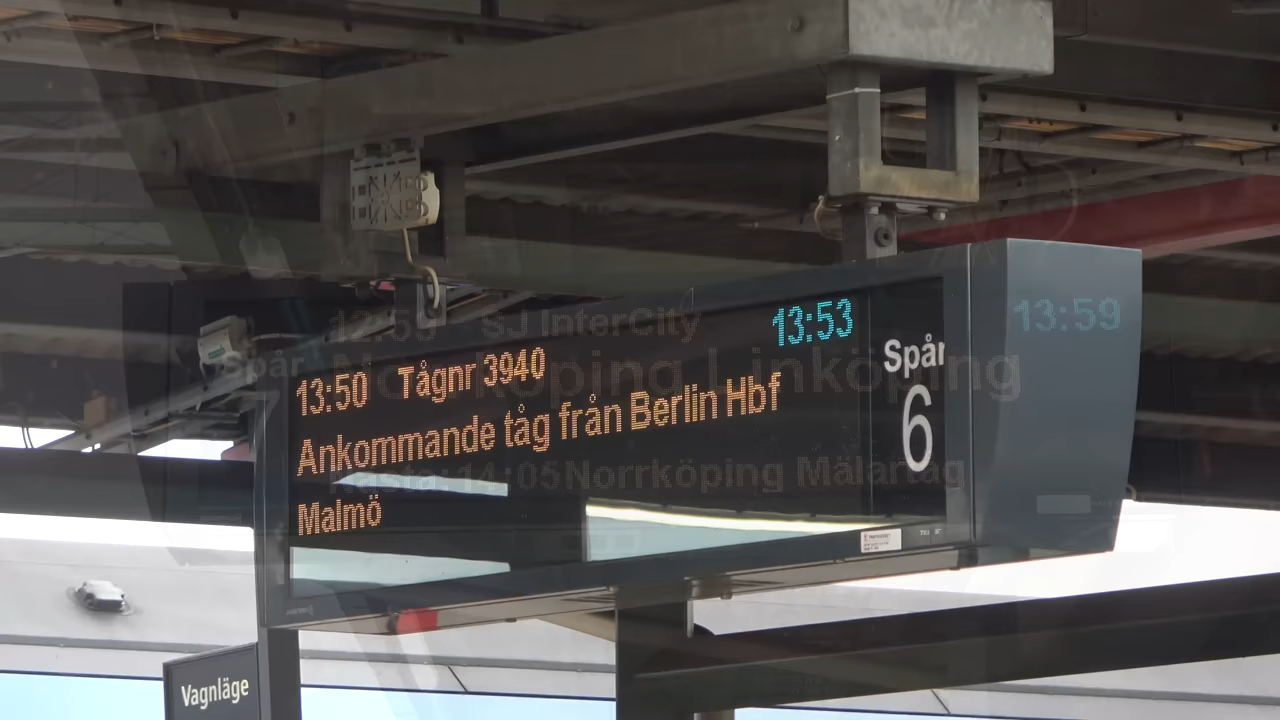 13:50 Tågnr 3940 13:53
Ankommande tåg från Berlin Hbf
Malmö
Spår
6
Vagnläge
SJ InterCity
13:59
Norrköping Linköping
14:05 Norrköping Mälartåg
Spår